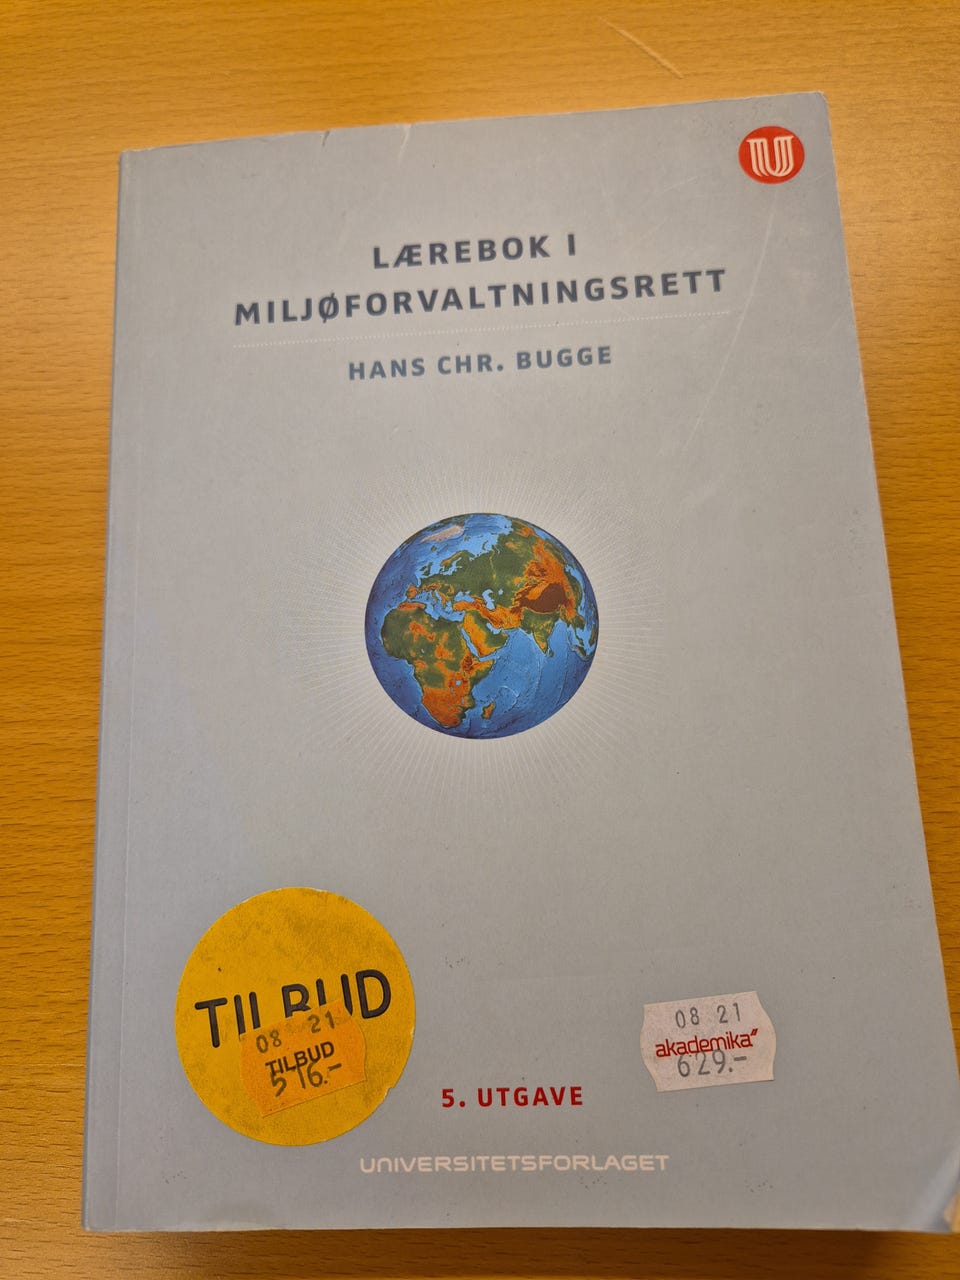 U
LÆREBOK I
MILJØFORVALTNINGSRETT
HANS CHR. BUGGE
TILBUD
08 21
TILBUD
516.-
08 21
akademika
629.-
5. UTGAVE
UNIVERSITETSFORLAGET